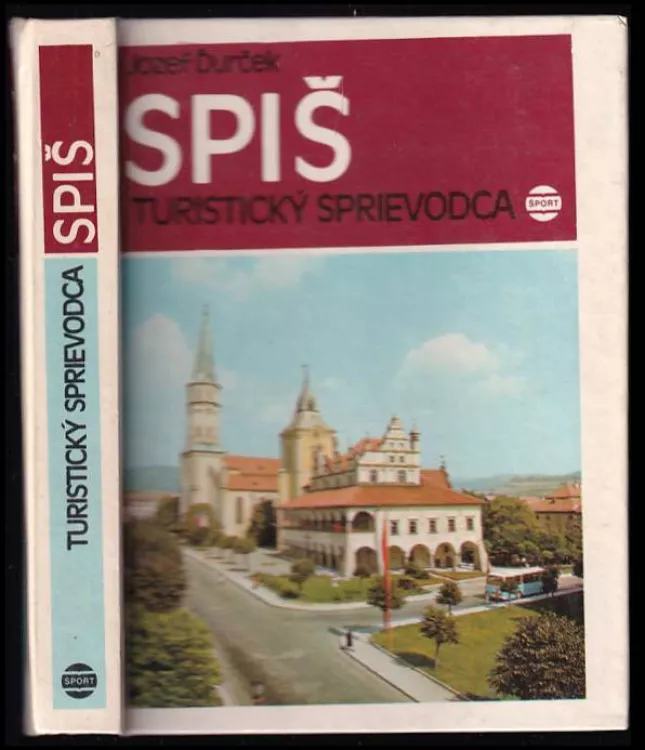 Jozef Ďurček
SPIŠ
TURISTICKÝ SPRIEVODCA
SPORT
SPIŠ
TURISTICKÝ SPRIEVODCA
SPORT